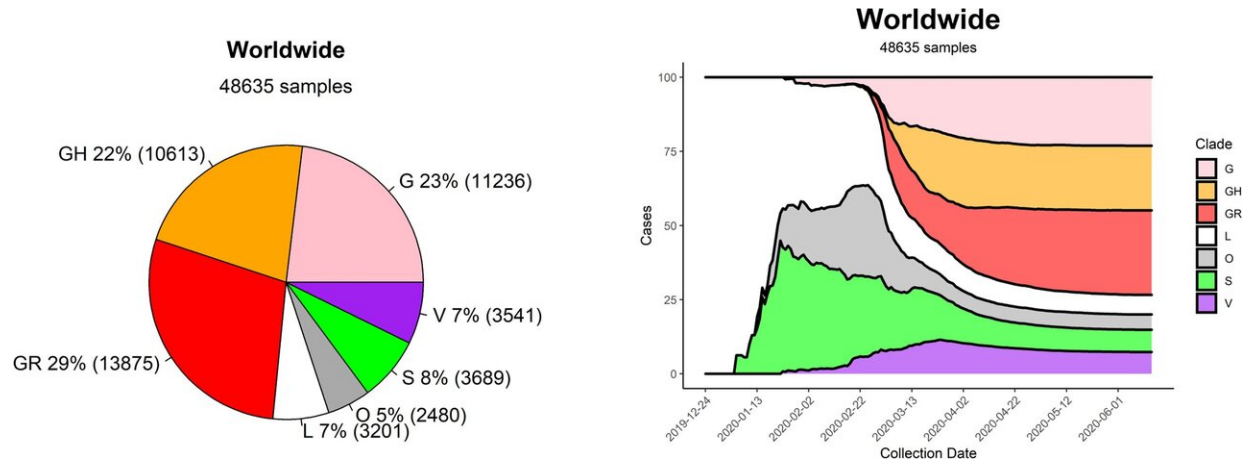 Worldwide
48635 samples
GH 22% (10613)
G 23% (11236)
GR 29% (13875)
V 7% (3541)
S 8% (3689)
O 5% (2480)
L 7% (3201)
Worldwide
48635 samples
100
75
50
25
0
Cases
2019-12-24
2020-01-13
2020-02-02
2020-02-22
2020-03-13
2020-04-02
2020-04-22
2020-05-12
2020-06-01
Collection Date
Clade
G
GH
GR
L
O
S
V